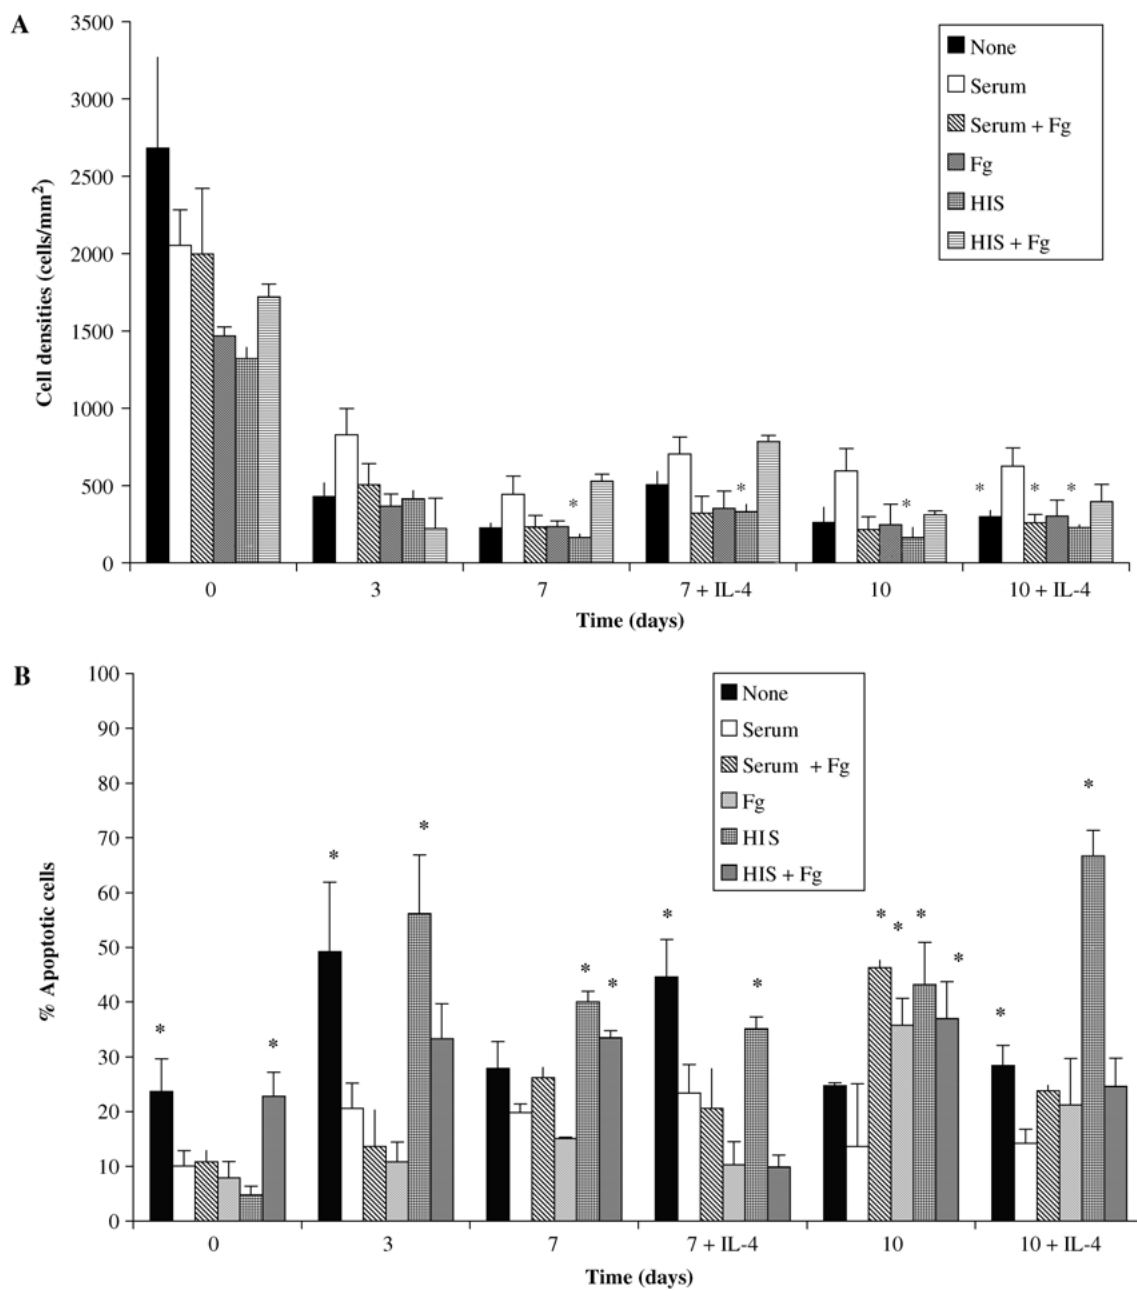 A
3500
3000
2500
2000
1500
1000
500
0
Cell densities (cells/mm²)
None
Serum
Serum + Fg
Fg
HIS
HIS + Fg
* * * * * *
0 3 7 7 + IL-4 10 10 + IL-4
Time (days)
B
100
90
80
70
60
50
40
30
20
10
0
% Apoptotic cells
None
Serum
Serum + Fg
Fg
HIS
HIS + Fg
* * * * * * * * * * * * * *
0 3 7 7 + IL-4 10 10 + IL-4
Time (days)